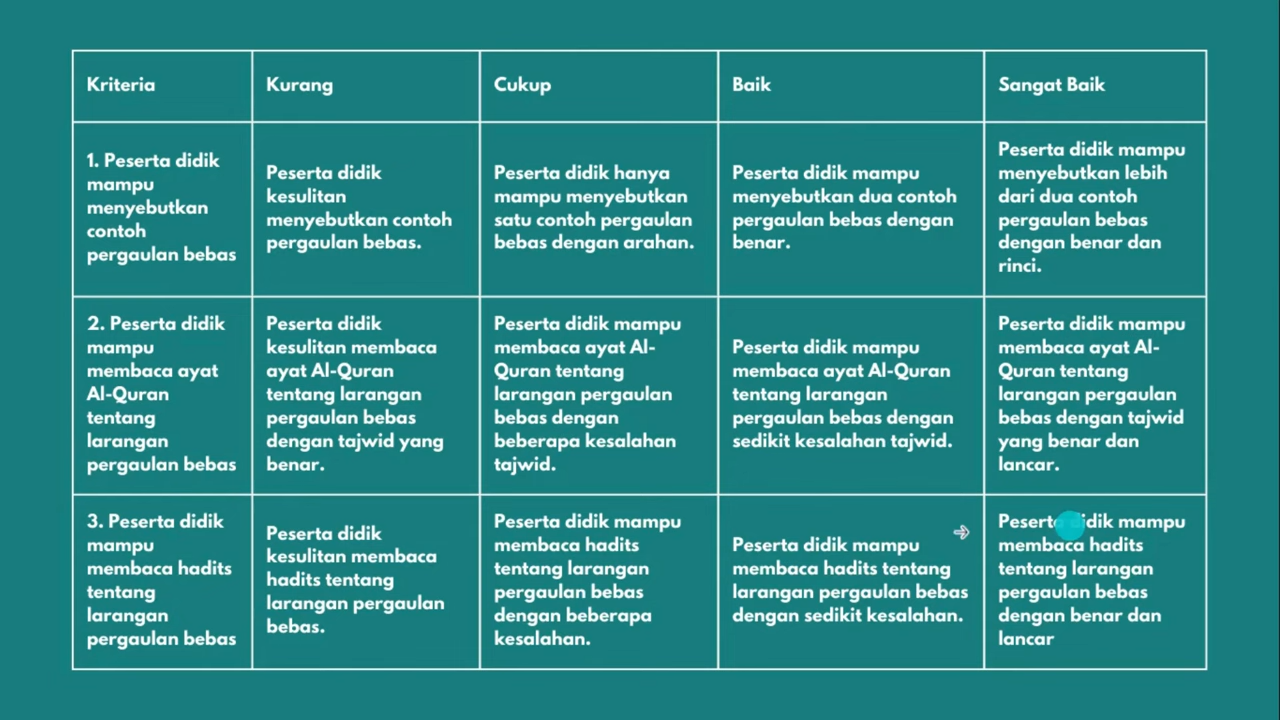 Kriteria
Kurang
Cukup
Baik
Sangat Baik
1. Peserta didik
mampu
menyebutkan
contoh
pergaulan bebas
Peserta didik
kesulitan
menyebutkan contoh
pergaulan bebas.
Peserta didik hanya
mampu menyebutkan
satu contoh pergaulan
bebas dengan arahan.
Peserta didik mampu
menyebutkan dua contoh
pergaulan bebas dengan
benar.
Peserta didik mampu
menyebutkan lebih
dari dua contoh
pergaulan bebas
dengan benar dan
rinci.
2. Peserta didik
mampu
membaca ayat
Al-Quran
tentang
larangan
pergaulan bebas
Peserta didik
kesulitan membaca
ayat Al-Quran
tentang larangan
pergaulan bebas
dengan tajwid yang
benar.
Peserta didik mampu
membaca ayat Al-
Quran tentang
larangan pergaulan
bebas dengan
beberapa kesalahan
tajwid.
Peserta didik mampu
membaca ayat Al-Quran
tentang larangan
pergaulan bebas dengan
sedikit kesalahan tajwid.
Peserta didik mampu
membaca ayat Al-
Quran tentang
larangan pergaulan
bebas dengan tajwid
yang benar dan
lancar.
3. Peserta didik
mampu
membaca hadits
tentang
larangan
pergaulan bebas
Peserta didik
kesulitan membaca
hadits tentang
larangan pergaulan
bebas.
Peserta didik mampu
membaca hadits
tentang larangan
pergaulan bebas
dengan beberapa
kesalahan.
Peserta didik mampu
membaca hadits tentang
larangan pergaulan bebas
dengan sedikit kesalahan.
Peserta didik mampu
membaca hadits
tentang larangan
pergaulan bebas
dengan benar dan
lancar